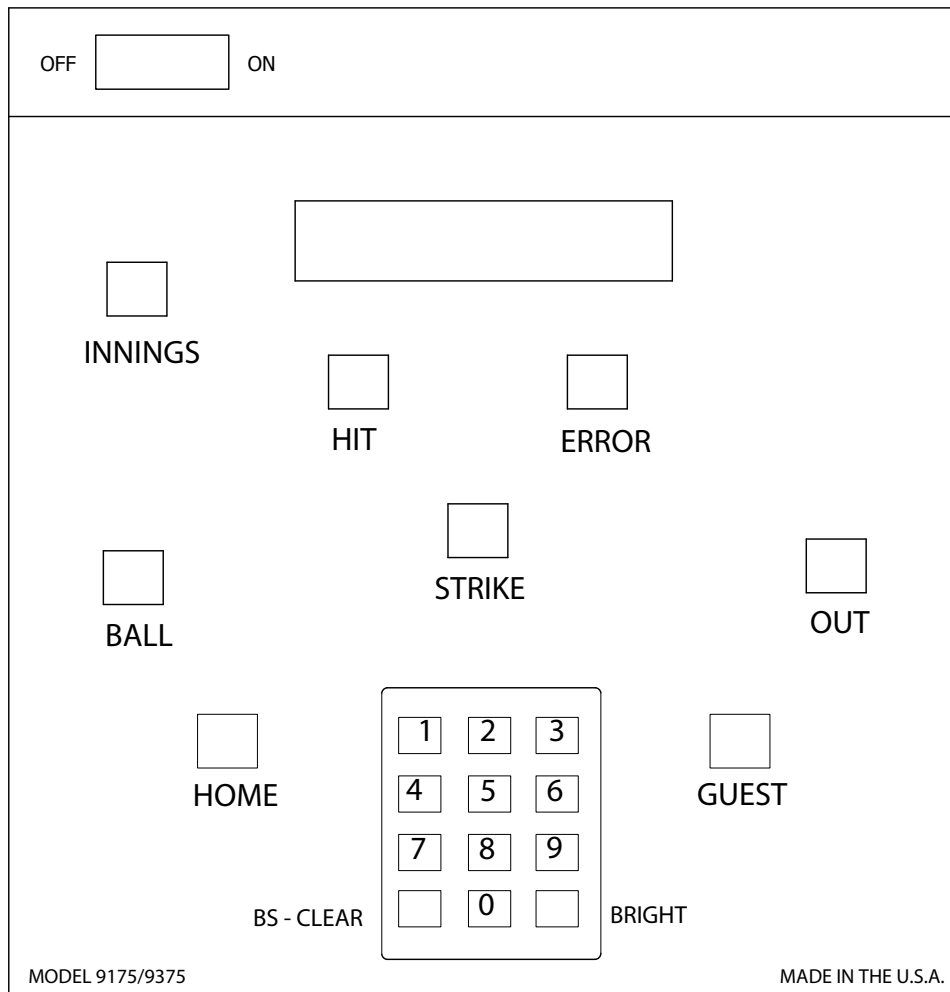 OFF ON
INNINGS
HIT ERROR
STRIKE
BALL OUT
1 2 3
HOME GUEST
4 5 6
7 8 9
BS - CLEAR 0 BRIGHT
MODEL 9175/9375 MADE IN THE U.S.A.